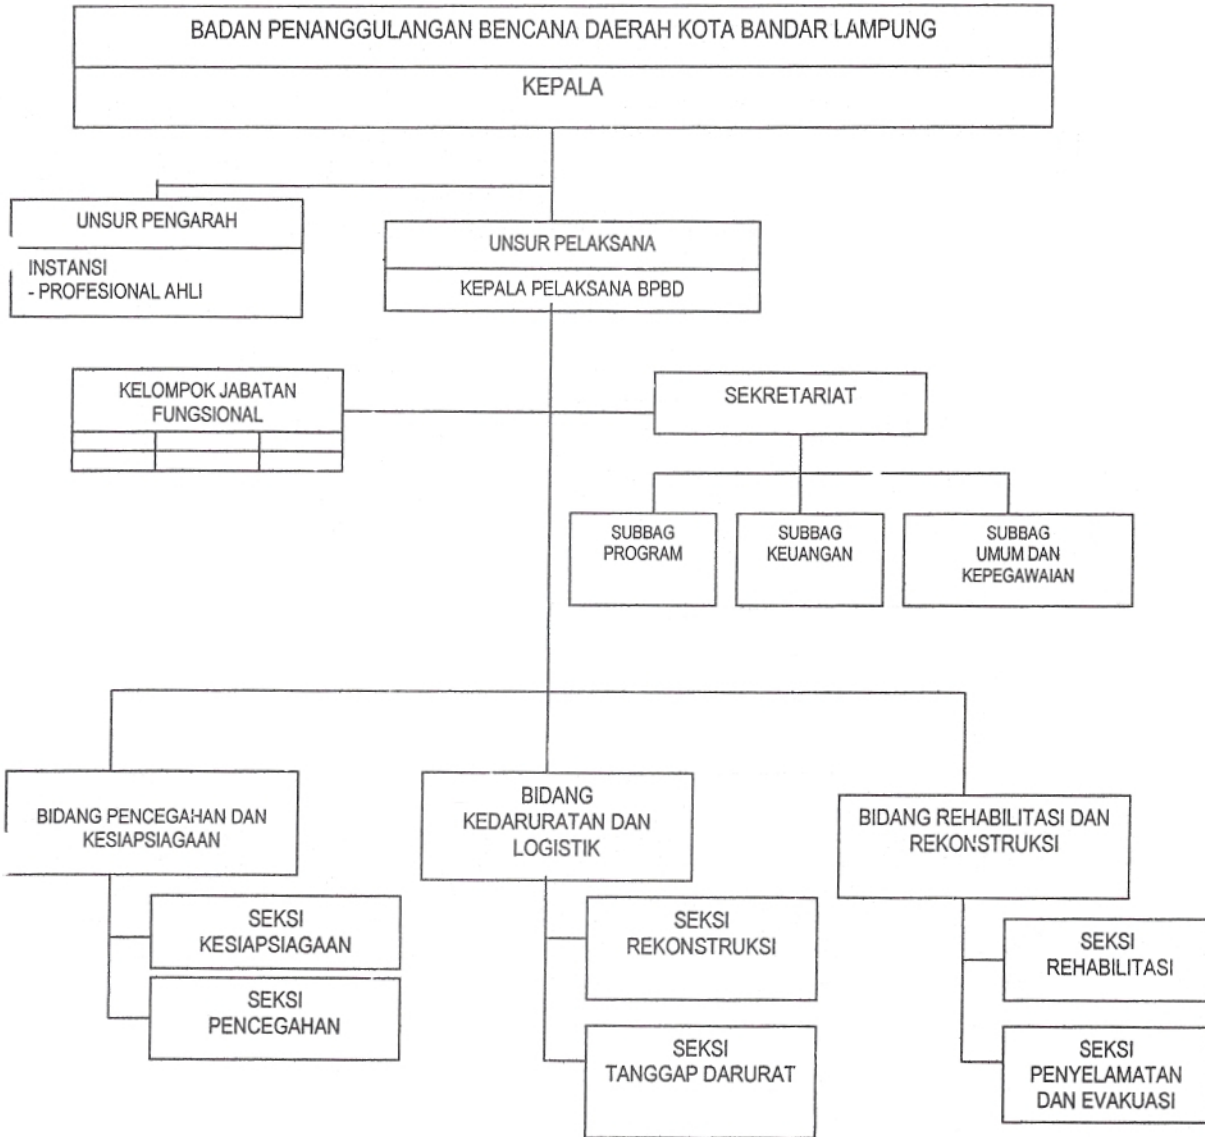 BADAN PENANGGULANGAN BENCANA DAERAH KOTA BANDAR LAMPUNG
KEPALA
UNSUR PENGARAH
INSTANSI
- PROFESIONAL AHLI
UNSUR PELAKSANA
KEPALA PELAKSANA BPBD
KELOMPOK JABATAN
FUNGSIONAL
SEKRETARIAT
SUBBAG
PROGRAM
SUBBAG
KEUANGAN
SUBBAG
UMUM DAN
KEPEGAWAIAN
BIDANG PENCEGAHAN DAN
KESIAPSIAGAAN
SEKSI
KESIAPSIAGAAN
SEKSI
PENCEGAHAN
BIDANG
KEDARURATAN DAN
LOGISTIK
SEKSI
REKONSTRUKSI
SEKSI
TANGGAP DARURAT
BIDANG REHABILITASI DAN
REKONSTRUKSI
SEKSI
REHABILITASI
SEKSI
PENYELAMATAN
DAN EVAKUASI